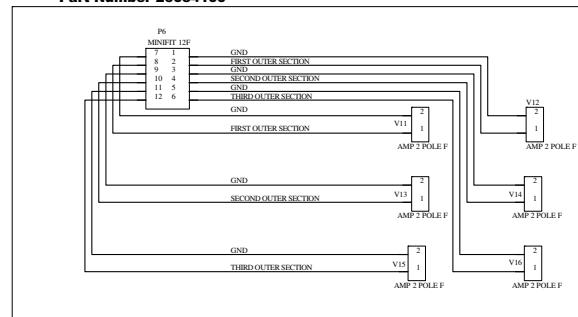 P6
MINIFIT 12F
7 1
8 2
9 3
10 4
11 5
12 6
GND
FIRST OUTER SECTION
GND
SECOND OUTER SECTION
GND
THIRD OUTER SECTION
V12
2
1
AMP 2 POLE F
GND
FIRST OUTER SECTION
V11
2
1
AMP 2 POLE F
GND
SECOND OUTER SECTION
V13
2
1
AMP 2 POLE F
V14
2
1
AMP 2 POLE F
GND
THIRD OUTER SECTION
V15
2
1
AMP 2 POLE F
V16
2
1
AMP 2 POLE F